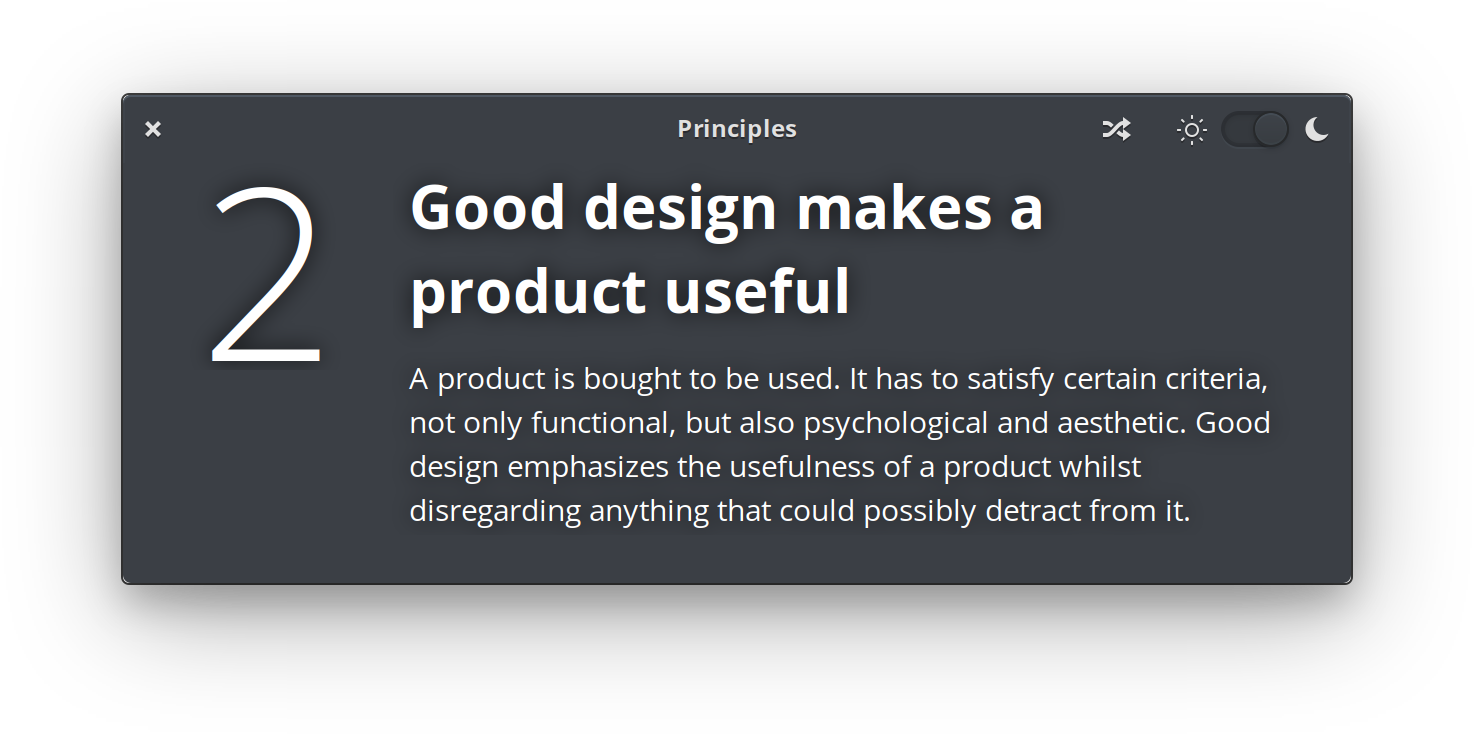 Principles
2
Good design makes a
product useful
A product is bought to be used. It has to satisfy certain criteria,
not only functional, but also psychological and aesthetic. Good
design emphasizes the usefulness of a product whilst
disregarding anything that could possibly detract from it.